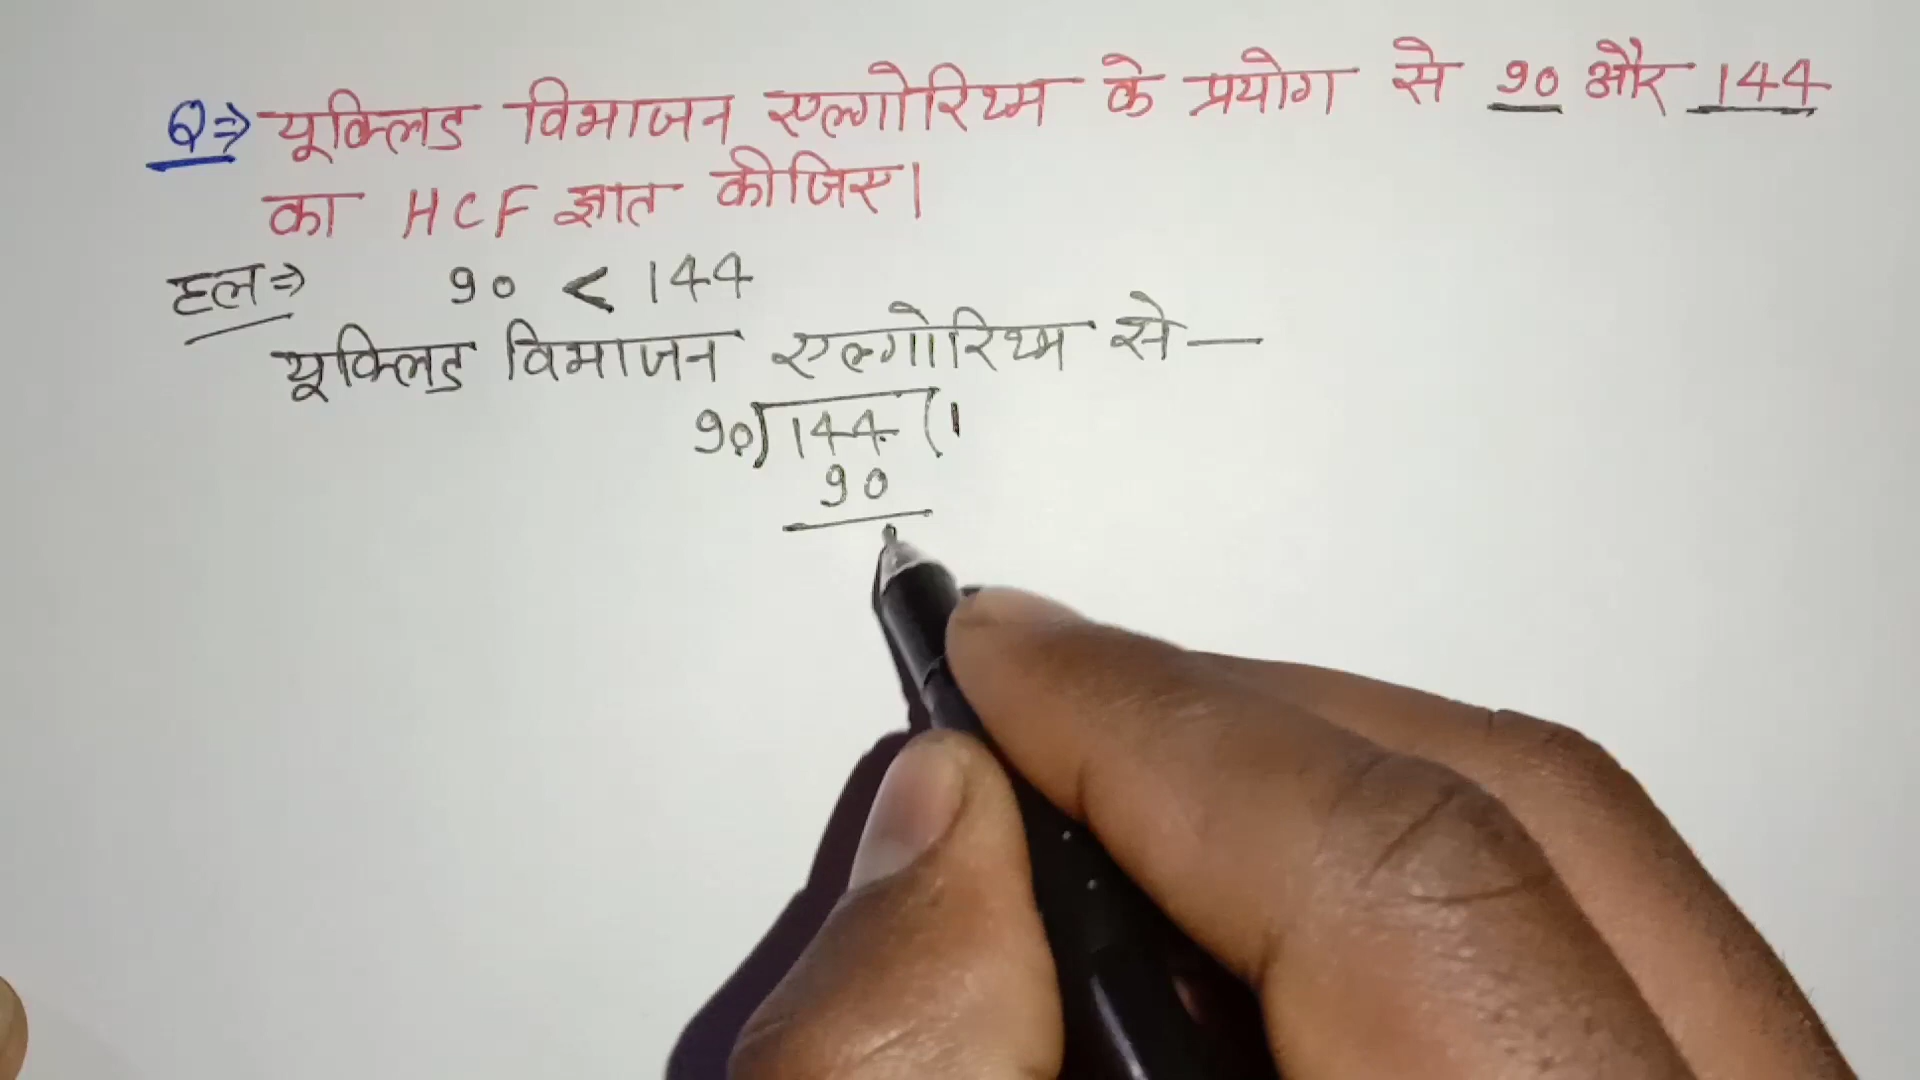 Q⇒ यूक्लिड विभाजन एल्गोरिथ्म के प्रयोग से 90 और 144
का HCF ज्ञात कीजिए।
हल⇒ 90 < 144
यूक्लिड विभाजन एल्गोरिथ्म से —
90) 144 (1
90